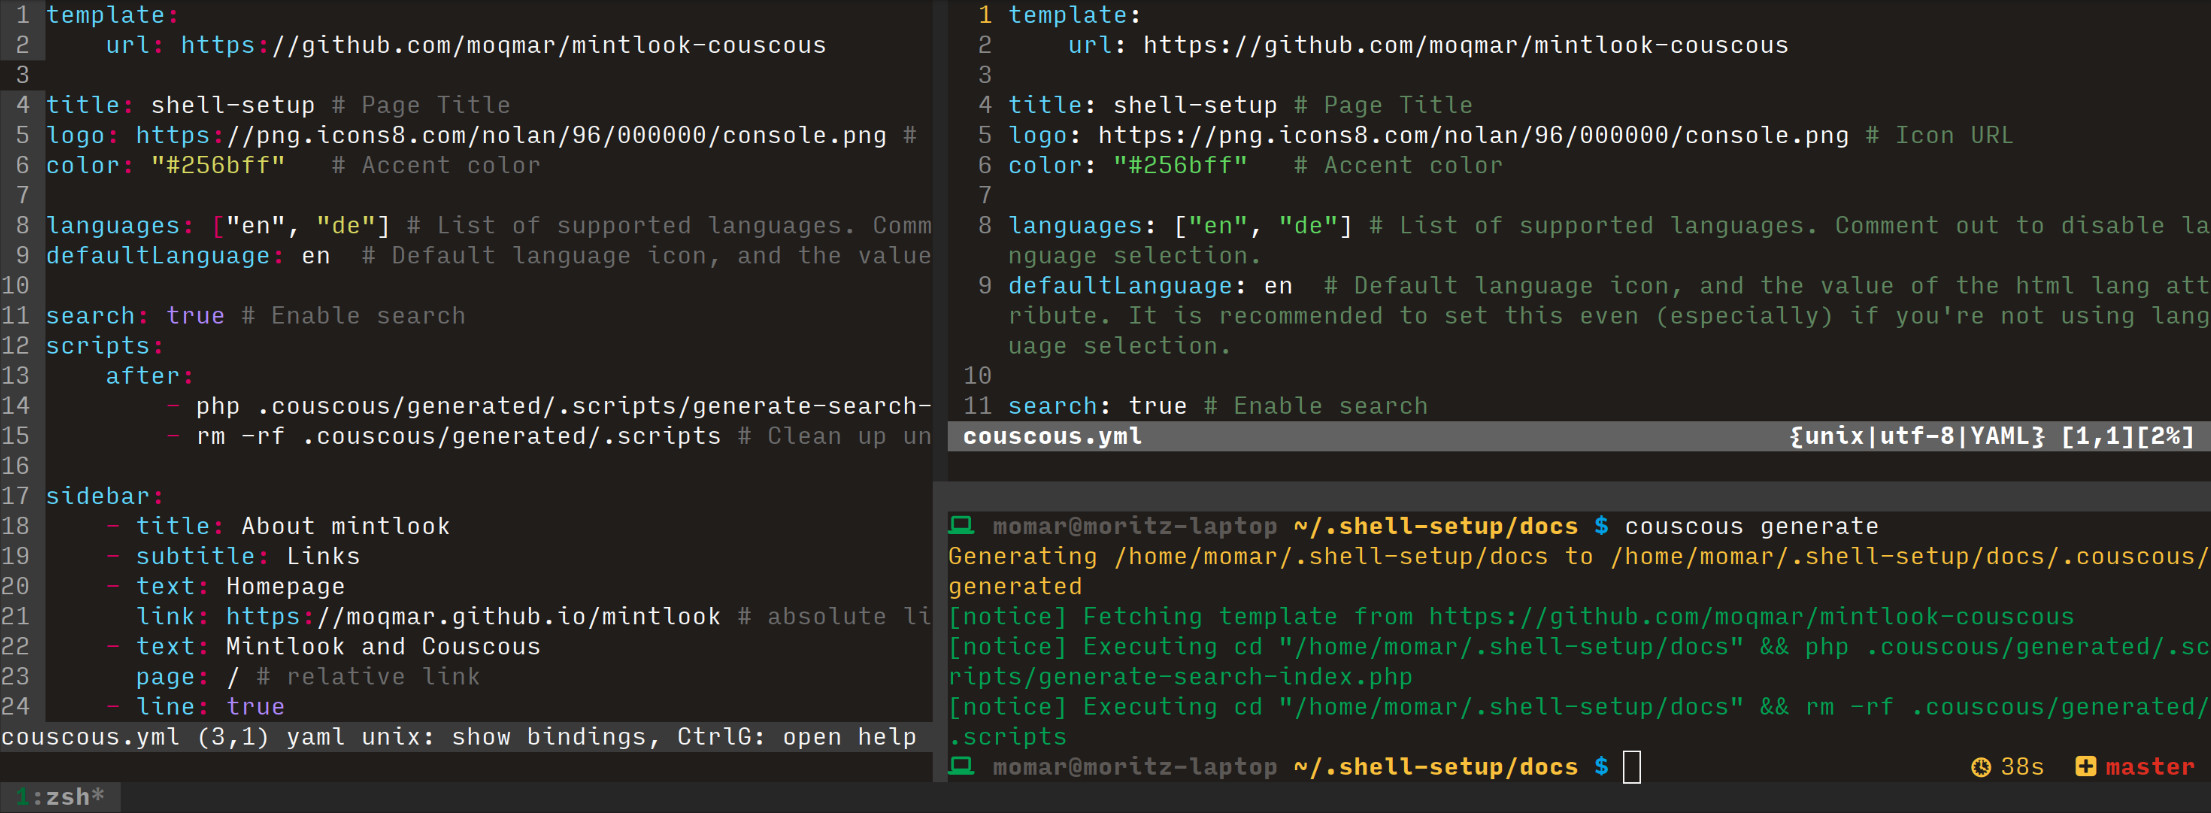 1 template:
2     url: https://github.com/moqmar/mintlook-couscous
3
4 title: shell-setup # Page Title
5 logo: https://png.icons8.com/nolan/96/000000/console.png #
6 color: "#256bff"   # Accent color
7
8 languages: ["en", "de"] # List of supported languages. Comm
9 defaultLanguage: en  # Default language icon, and the value
10
11 search: true # Enable search
12 scripts:
13     after:
14         - php .couscous/generated/.scripts/generate-search-
15         - rm -rf .couscous/generated/.scripts # Clean up un
16
17 sidebar:
18     - title: About mintlook
19     - subtitle: Links
20     - text: Homepage
21       link: https://moqmar.github.io/mintlook # absolute li
22     - text: Mintlook and Couscous
23       page: / # relative link
24     - line: true
couscous.yml (3,1) yaml unix: show bindings, CtrlG: open help
1 template:
2     url: https://github.com/moqmar/mintlook-couscous
3
4 title: shell-setup # Page Title
5 logo: https://png.icons8.com/nolan/96/000000/console.png # Icon URL
6 color: "#256bff"   # Accent color
7
8 languages: ["en", "de"] # List of supported languages. Comment out to disable la
nguage selection.
9 defaultLanguage: en  # Default language icon, and the value of the html lang att
ribute. It is recommended to set this even (especially) if you're not using lang
uage selection.
10
11 search: true # Enable search
couscous.yml {unix|utf-8|YAML} [1,1][2%]
momar@moritz-laptop ~/.shell-setup/docs $ couscous generate
Generating /home/momar/.shell-setup/docs to /home/momar/.shell-setup/docs/.couscous/
generated
[notice] Fetching template from https://github.com/moqmar/mintlook-couscous
[notice] Executing cd "/home/momar/.shell-setup/docs" && php .couscous/generated/.sc
ripts/generate-search-index.php
[notice] Executing cd "/home/momar/.shell-setup/docs" && rm -rf .couscous/generated/
.scripts
momar@moritz-laptop ~/.shell-setup/docs $ 38s master
1:zsh*